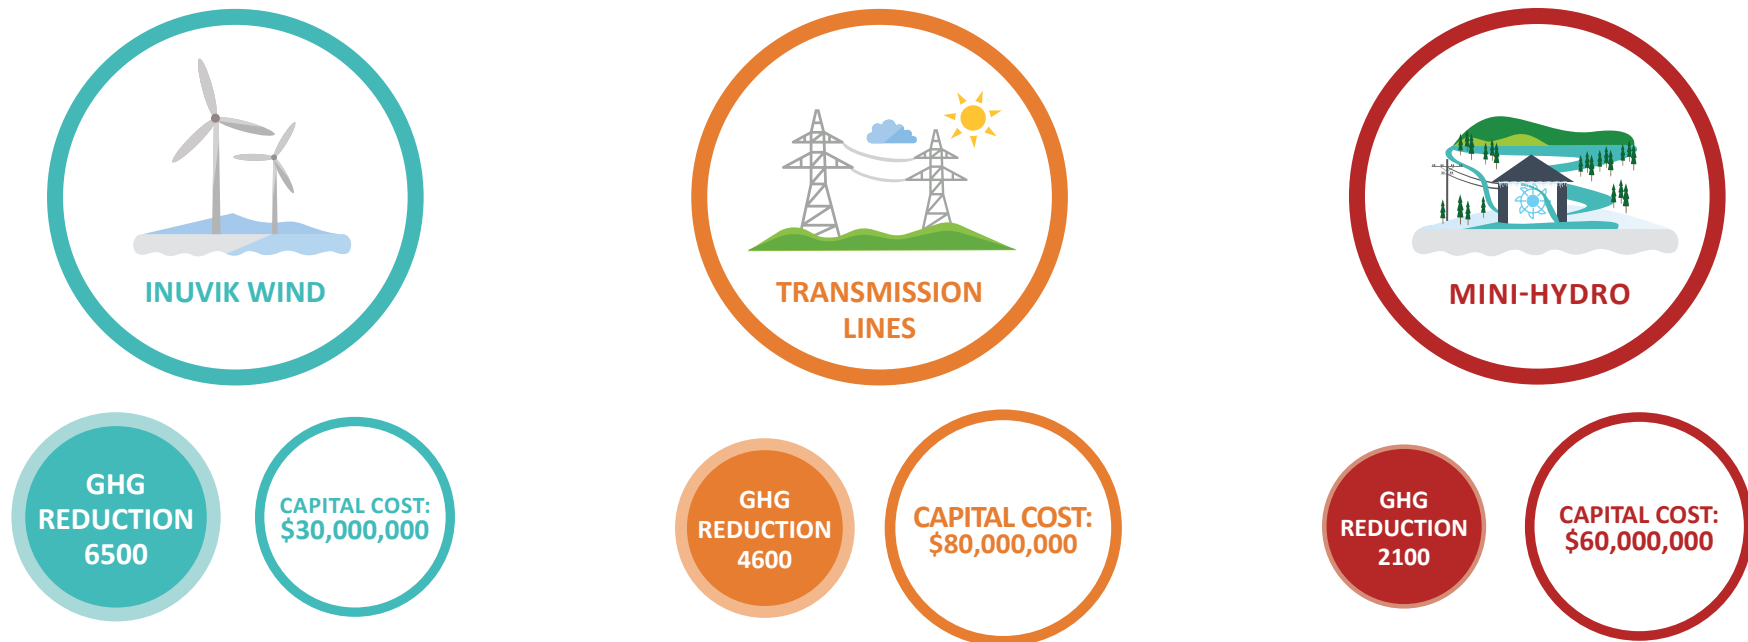 INUVIK WIND
TRANSMISSION
LINES
MINI-HYDRO
GHG
REDUCTION
6500
CAPITAL COST:
$30,000,000
GHG
REDUCTION
4600
CAPITAL COST:
$80,000,000
GHG
REDUCTION
2100
CAPITAL COST:
$60,000,000